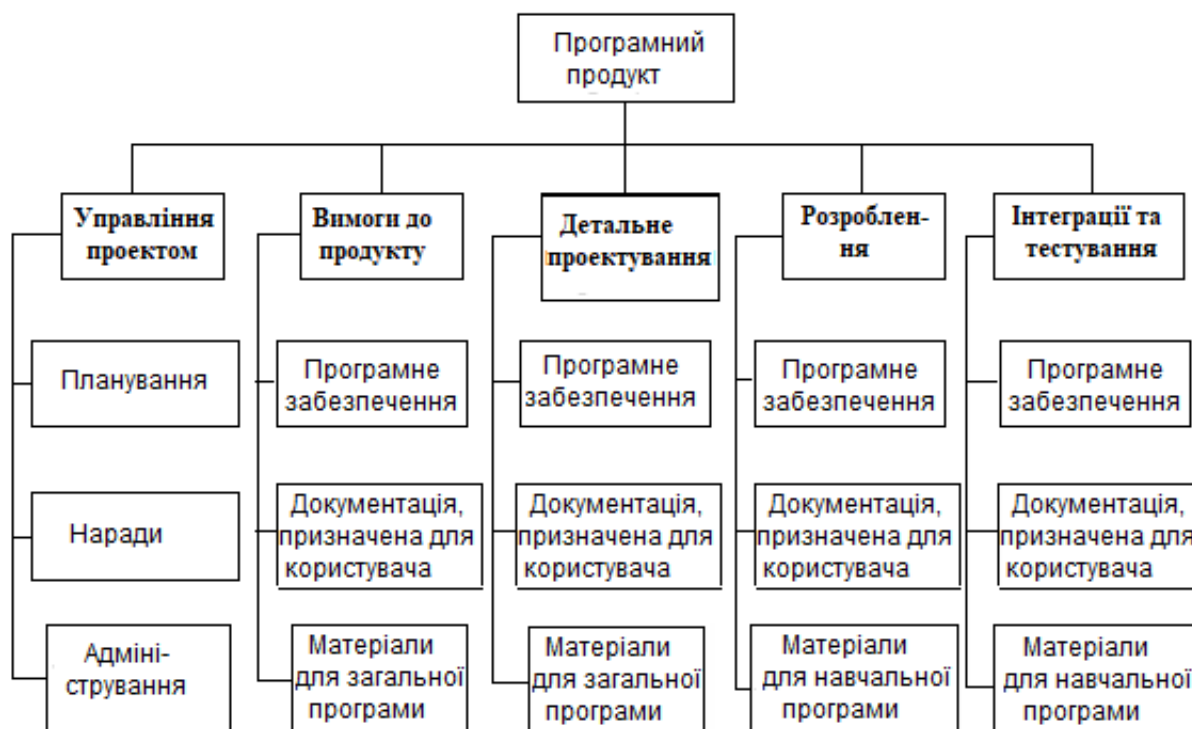 Програмний
продукт
Управління
проектом
Вимоги до
продукту
Детальне
проектування
Розроблен-
ня
Інтеграції та
тестування
Планування
Програмне
забезпечення
Програмне
забезпечення
Програмне
забезпечення
Програмне
забезпечення
Наради
Документація,
призначена для
користувача
Документація,
призначена для
користувача
Документація,
призначена для
користувача
Документація,
призначена для
користувача
Адміні-
стрування
Матеріали
для загальної
програми
Матеріали
для загальної
програми
Матеріали
для навчальної
програми
Матеріали
для навчальної
програми